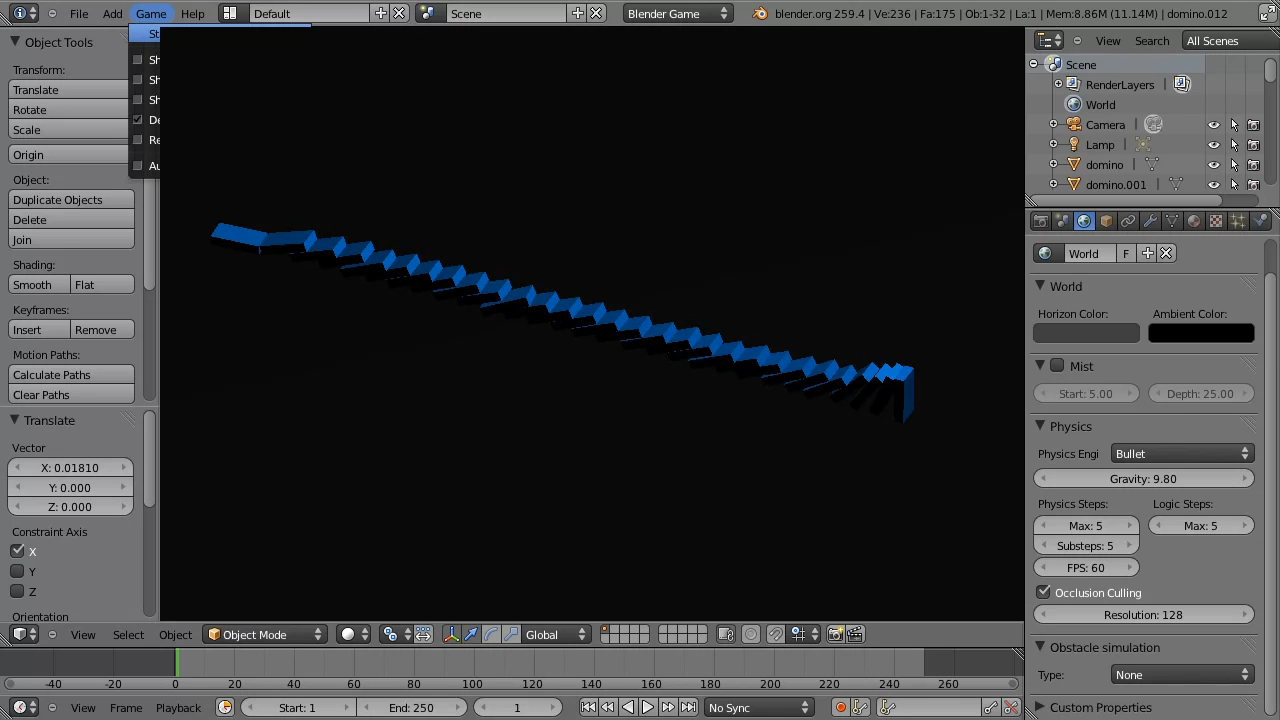 File Add Game Help Default Scene Blender Game blender.org 259.4 | Ve:236 | Fa:175 | Ob:1-32 | La:1 | Mem:8.86M (11.14M) | domino.012
St
Sh
Sh
Sh
De
Re
Au
Object Tools
Transform:
Translate
Rotate
Scale
Origin
Object:
Duplicate Objects
Delete
Join
Shading:
Smooth Flat
Keyframes:
Insert Remove
Motion Paths:
Calculate Paths
Clear Paths
Translate
Vector
X: 0.01810
Y: 0.000
Z: 0.000
Constraint Axis
X
Y
Z
Orientation
View Search All Scenes
Scene
RenderLayers
World
Camera
Lamp
domino
domino.001
World F
World
Horizon Color: Ambient Color:
Mist
Start: 5.00 Depth: 25.00
Physics
Physics Engi Bullet
Gravity: 9.80
Physics Steps: Logic Steps:
Max: 5 Max: 5
Substeps: 5
FPS: 60
Occlusion Culling
Resolution: 128
Obstacle simulation
Type: None
Custom Properties
View Select Object Object Mode Global
-40 -20 0 20 40 60 80 100 120 140 160 180 200 220 240 260
View Frame Playback Start: 1 End: 250 1 No Sync